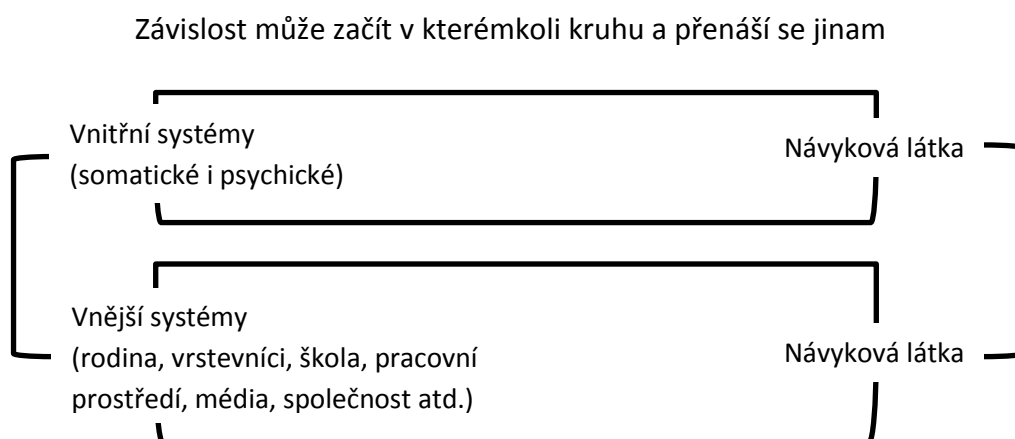 Závislost může začít v kterémkoli kruhu a přenáší se jinam
Vnitřní systémy
(somatické i psychické)
Návyková látka
Vnější systémy
(rodina, vrstevníci, škola, pracovní
prostředí, média, společnost atd.)
Návyková látka